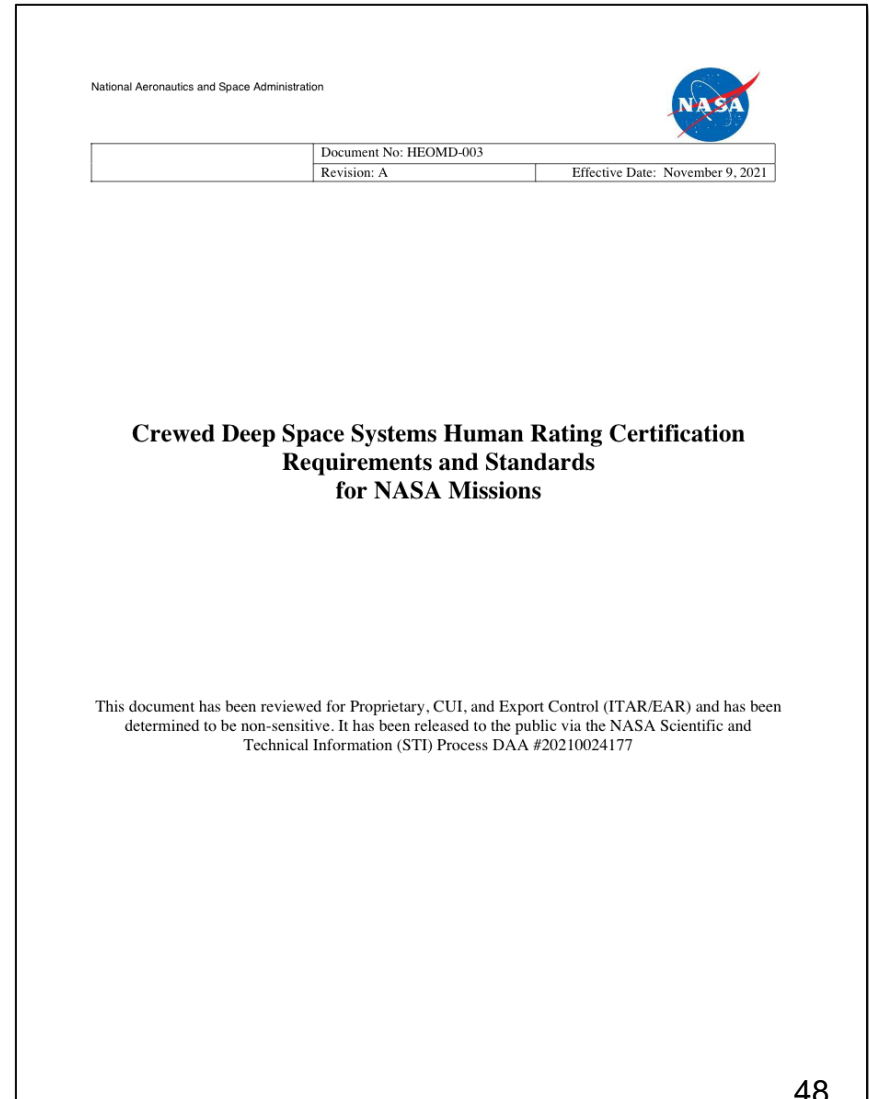 National Aeronautics and Space Administration
NASA
Document No: HEOMD-003
Revision: A
Effective Date: November 9, 2021
Crewed Deep Space Systems Human Rating Certification
Requirements and Standards
for NASA Missions
This document has been reviewed for Proprietary, CUI, and Export Control (ITAR/EAR) and has been
determined to be non-sensitive. It has been released to the public via the NASA Scientific and
Technical Information (STI) Process DAA #20210024177
48